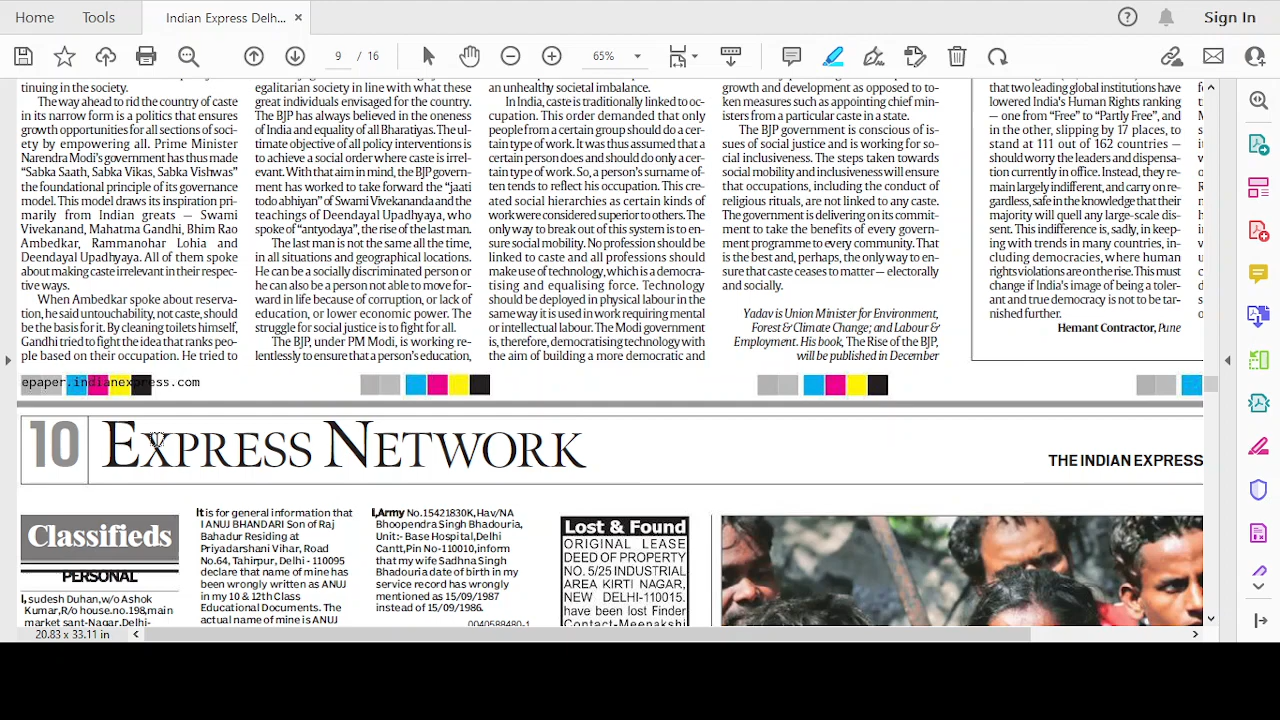 Home
Tools
Indian Express Delh...
Sign In
9 / 16
65%
tinuing in the society.
The way ahead to rid the country of caste
in its narrow form is a politics that ensures
growth opportunities for all sections of soci-
ety by empowering all. Prime Minister
Narendra Modi's government has thus made
“Sabka Saath, Sabka Vikas, Sabka Vishwas”
the foundational principle of its governance
model. This model draws its inspiration pri-
marily from Indian greats — Swami
Vivekanand, Mahatma Gandhi, Bhim Rao
Ambedkar, Rammanohar Lohia and
Deendayal Upadhyaya. All of them spoke
about making caste irrelevant in their respec-
tive ways.
When Ambedkar spoke about reserva-
tion, he said untouchability, not caste, should
be the basis for it. By cleaning toilets himself,
Gandhi tried to fight the idea that ranks peo-
ple based on their occupation. He tried to
egalitarian society in line with what these
great individuals envisaged for the country.
The BJP has always believed in the oneness
of India and equality of all Bharatiyas. The ul-
timate objective of all policy interventions is
to achieve a social order where caste is irrel-
evant. With that aim in mind, the BJP govern-
ment has worked to take forward the “jaati
todo abhiyan” of Swami Vivekananda and the
teachings of Deendayal Upadhyaya, who
spoke of “antyodaya”, the rise of the last man.
The last man is not the same all the time,
in all situations and geographical locations.
He can be a socially discriminated person or
he can also be a person not able to move for-
ward in life because of corruption, or lack of
education, or lower economic power. The
struggle for social justice is to fight for all.
The BJP, under PM Modi, is working re-
lentlessly to ensure that a person's education,
an unhealthy societal imbalance.
In India, caste is traditionally linked to oc-
cupation. This order demanded that only
people from a certain group should do a cer-
tain type of work. It was thus assumed that a
certain person does and should do only a cer-
tain type of work. So, a person's surname of-
ten tends to reflect his occupation. This cre-
ated social hierarchies as certain kinds of
work were considered superior to others. The
only way to break out of this system is to en-
sure social mobility. No profession should be
linked to caste and all professions should
make use of technology, which is a democra-
tising and equalising force. Technology
should be deployed in physical labour in the
same way it is used in work requiring mental
or intellectual labour. The Modi government
is, therefore, democratising technology with
the aim of building a more democratic and
growth and development as opposed to to-
ken measures such as appointing chief min-
isters from a particular caste in a state.
The BJP government is conscious of is-
sues of social justice and is working for so-
cial inclusiveness. The steps taken towards
social mobility and inclusiveness will ensure
that occupations, including the conduct of
religious rituals, are not linked to any caste.
The government is delivering on its commit-
ment to take the benefits of every govern-
ment programme to every community. That
is the best and, perhaps, the only way to en-
sure that caste ceases to matter — electorally
and socially.
Yadav is Union Minister for Environment,
Forest & Climate Change; and Labour &
Employment. His book, The Rise of the BJP,
will be published in December
that two leading global institutions have
lowered India's Human Rights ranking
— one from “Free” to “Partly Free”, and
in the other, slipping by 17 places, to
stand at 111 out of 162 countries —
should worry the leaders and dispensa-
tion currently in office. Instead, they re-
main largely indifferent, and carry on re-
gardless, safe in the knowledge that their
majority will quell any large-scale dis-
sent. This indifference is, sadly, in keep-
ing with trends in many countries, in-
cluding democracies, where human
rights violations are on the rise. This must
change if India's image of being a toler-
ant and true democracy is not to be tar-
nished further.
Hemant Contractor, Pune
epaper.indianexpress.com
10
EXPRESS NETWORK
THE INDIAN EXPRESS
Classifieds
PERSONAL
I, sudesh Duhan,w/o Ashok
Kumar,R/o house.no.198,main
market sant-Nagar,Delhi-
It is for general information that
I ANUJ BHANDARI Son of Raj
Bahadur Residing at
Priyadarshini Vihar, Road
No.64, Tahirpur, Delhi - 110095
declare that name of mine has
been wrongly written as ANUJ
in my 10 & 12th Class
Educational Documents. The
actual name of mine is ANUJ
I,Army No.15421830K,Hav/NA
Bhoopendra Singh Bhadouria,
Unit:- Base Hospital,Delhi
Cantt,Pin No-110010,inform
that my wife Sadhna Singh
Bhadouria date of birth in my
service record has wrongly
mentioned as 15/09/1987
instead of 15/09/1986.
0040588480-1
Lost & Found
ORIGINAL LEASE
DEED OF PROPERTY
NO. 5/25 INDUSTRIAL
AREA KIRTI NAGAR,
NEW DELHI-110015.
have been lost Finder
Contact-Meenakshi
20.83 x 33.11 in